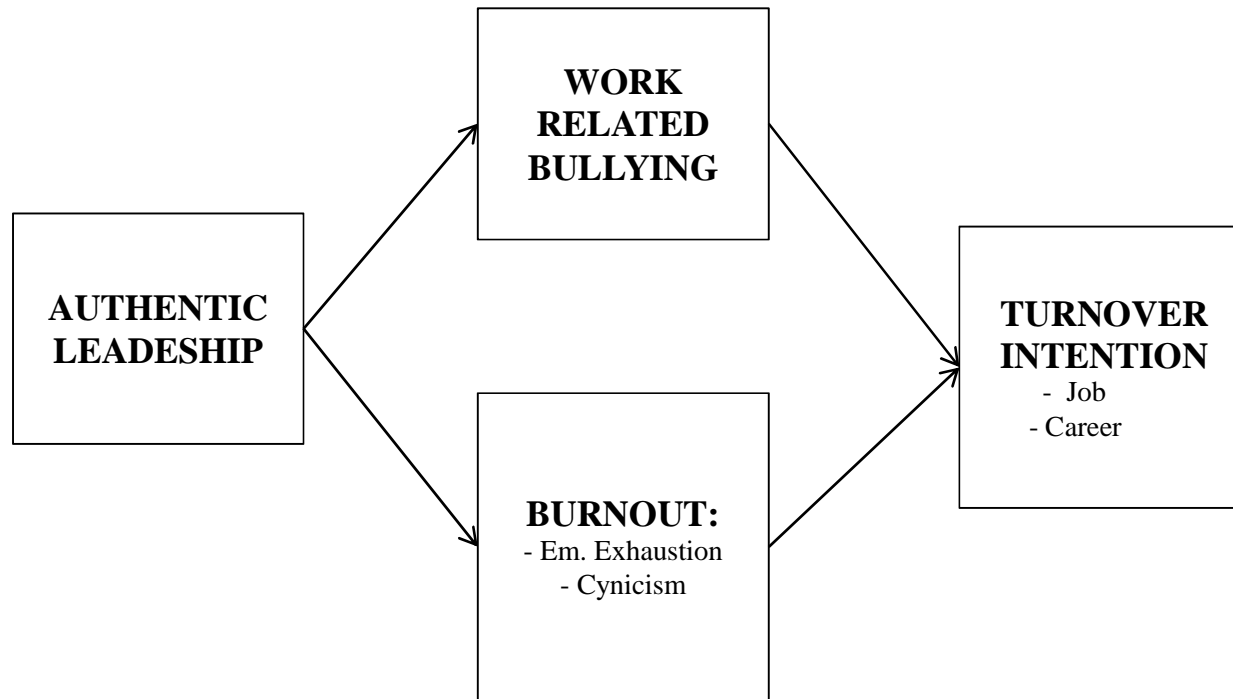 WORK
RELATED
BULLYING
AUTHENTIC
LEADESHIP
TURNOVER
INTENTION
- Job
- Career
BURNOUT:
- Em. Exhaustion
- Cynicism